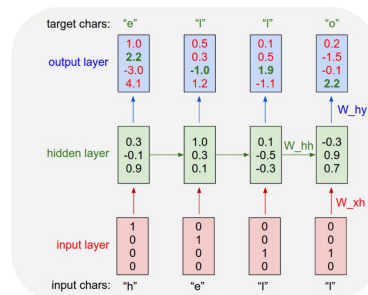 target chars: "e" "l" "l" "o"
1.0 0.5 0.1 0.2
2.2 0.3 0.5 -1.5
output layer
-3.0 -1.0 1.9 -0.1
4.1 1.2 -1.1 2.2
W_hy
0.3 1.0 0.1 -0.3
hidden layer -0.1 0.3 -0.5 W_hh 0.9
0.9 0.1 -0.3 0.7
W_xh
1 0 0 0
input layer 0 1 0 0
0 0 1 1
0 0 0 0
input chars: "h" "e" "l" "l"